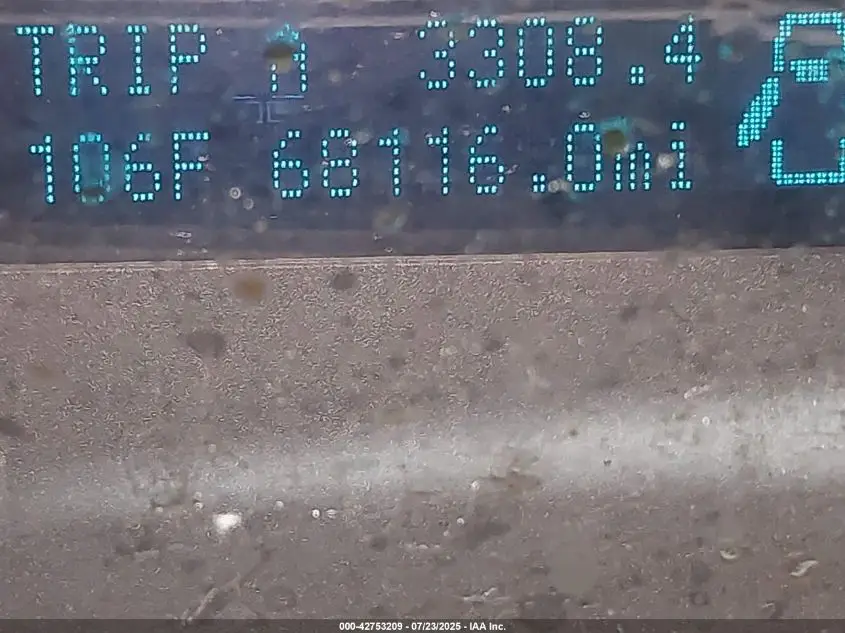 TRIP A 3308.4
106F 68116.0mi
000-42753209 - 07/23/2025 - IAA Inc.